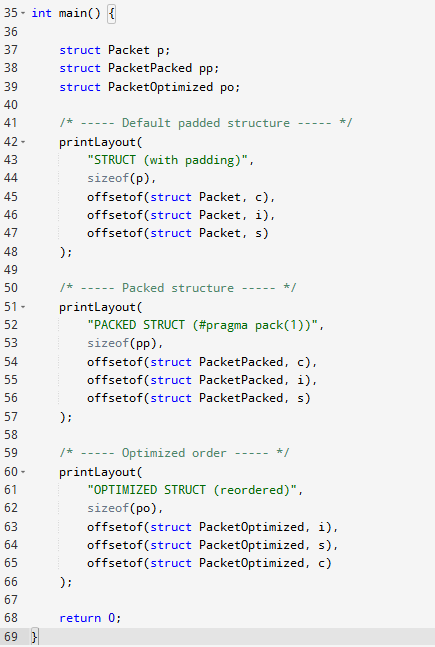 35 int main() {
36
37     struct Packet p;
38     struct PacketPacked pp;
39     struct PacketOptimized po;
40
41     /* ----- Default padded structure ----- */
42     printLayout(
43         "STRUCT (with padding)",
44         sizeof(p),
45         offsetof(struct Packet, c),
46         offsetof(struct Packet, i),
47         offsetof(struct Packet, s)
48     );
49
50     /* ----- Packed structure ----- */
51     printLayout(
52         "PACKED STRUCT (#pragma pack(1))",
53         sizeof(pp),
54         offsetof(struct PacketPacked, c),
55         offsetof(struct PacketPacked, i),
56         offsetof(struct PacketPacked, s)
57     );
58
59     /* ----- Optimized order ----- */
60     printLayout(
61         "OPTIMIZED STRUCT (reordered)",
62         sizeof(po),
63         offsetof(struct PacketOptimized, i),
64         offsetof(struct PacketOptimized, s),
65         offsetof(struct PacketOptimized, c)
66     );
67
68     return 0;
69 }